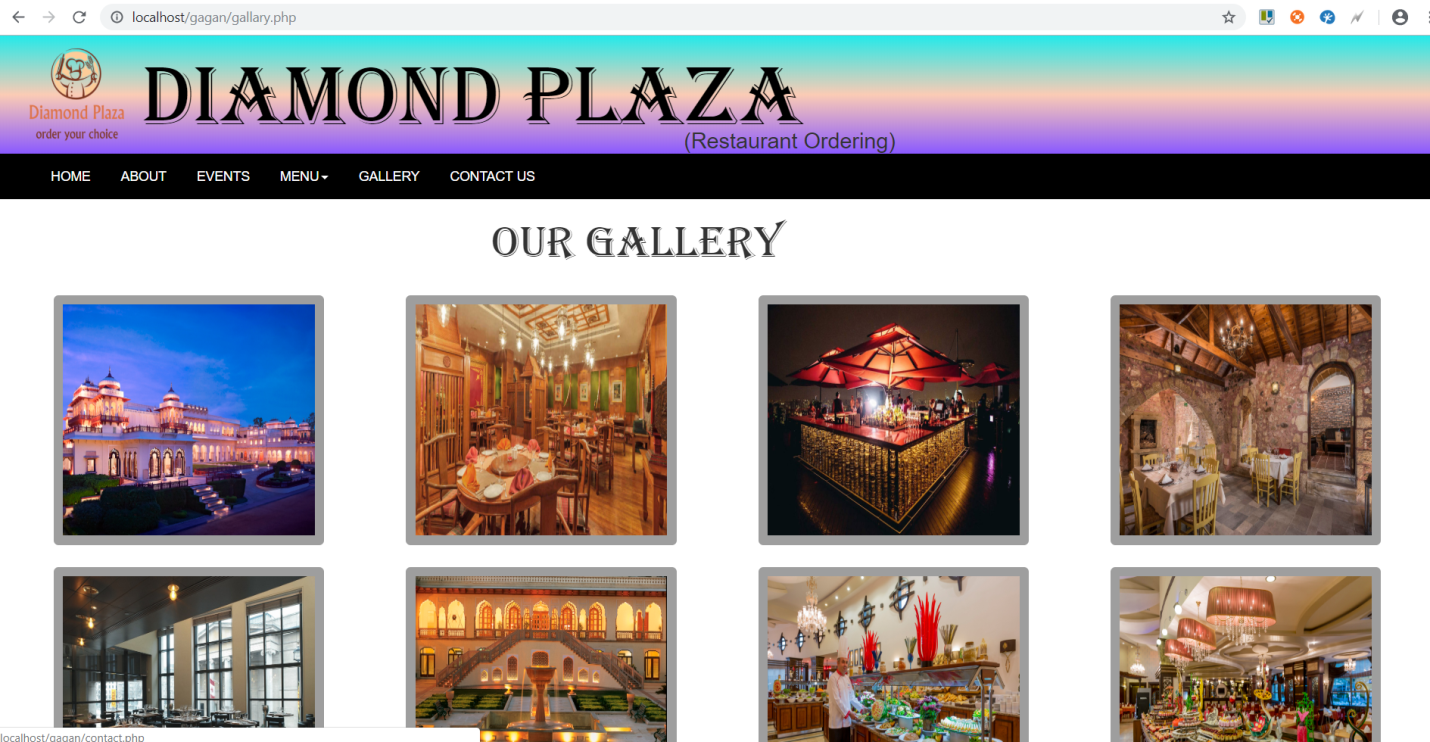 localhost/gagan/gallary.php
Diamond Plaza
order your choice
DIAMOND PLAZA
(Restaurant Ordering)
HOME ABOUT EVENTS MENU GALLERY CONTACT US
OUR GALLERY
localhost/gagan/contact.php